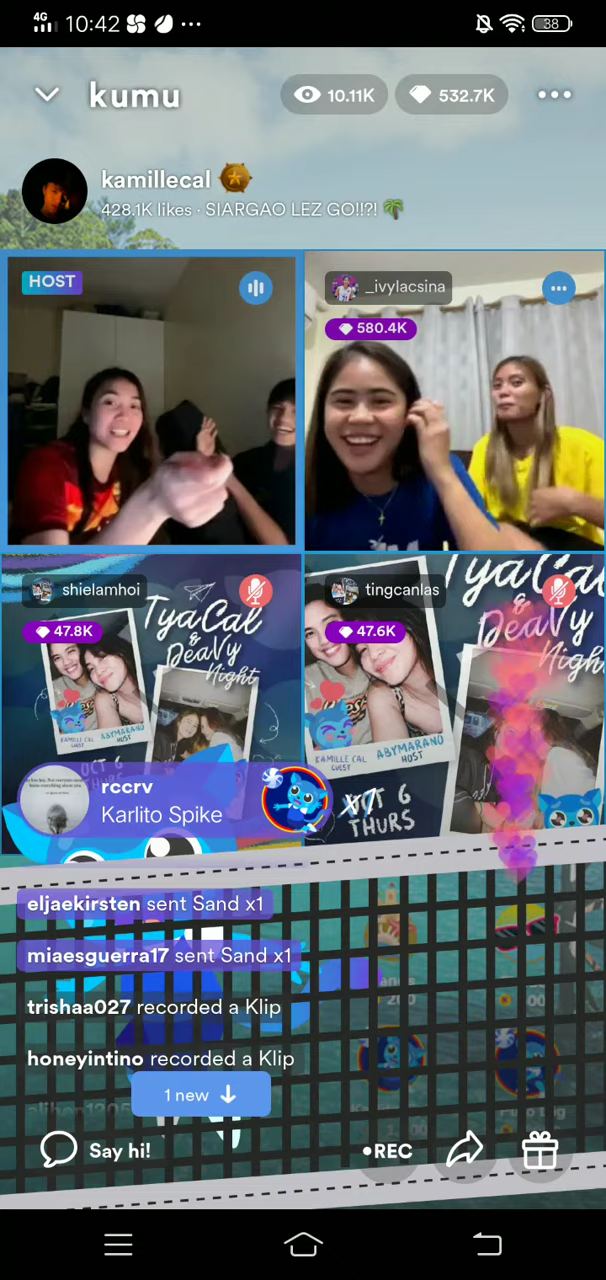 4G
10:42
38
kumu
10.11K
532.7K
kamillecal
428.1K likes · SIARGAO LEZ GO!!?! 🌴
HOST
_ivylacsina
580.4K
shielamhoi
47.8K
TyaCal
& DeaVy
Night
KAMILLE CAL
GUEST
ABYMARANO
HOST
OCT 6
tingcanlas
47.6K
TyaCal
& DeaVy
Night
KAMILLE CAL
GUEST
ABYMARANO
HOST
OCT 6
THURS
rccrv
Karlito Spike
x7
eljaekirsten sent Sand x1
miaesguerra17 sent Sand x1
trishaa027 recorded a Klip
honeyintino recorded a Klip
1 new
Say hi!
•REC